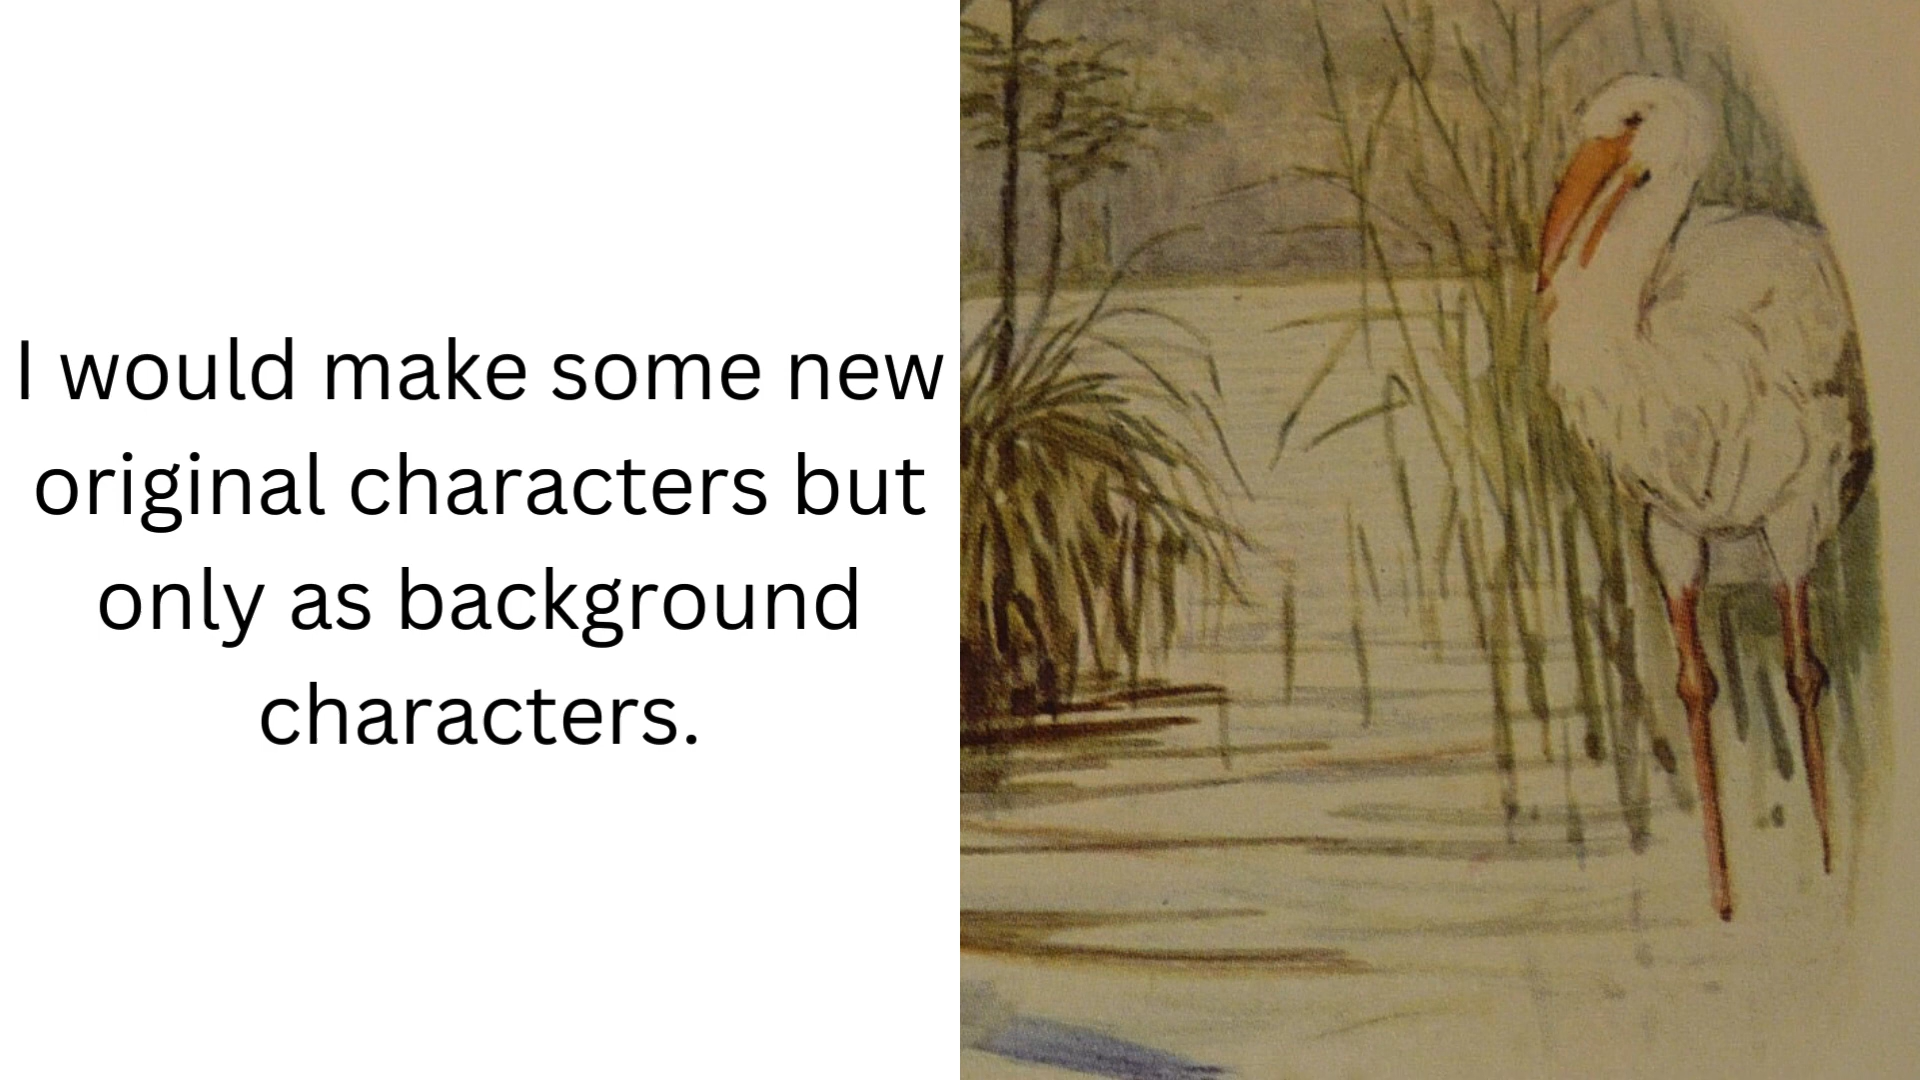 I would make some new
original characters but
only as background
characters.